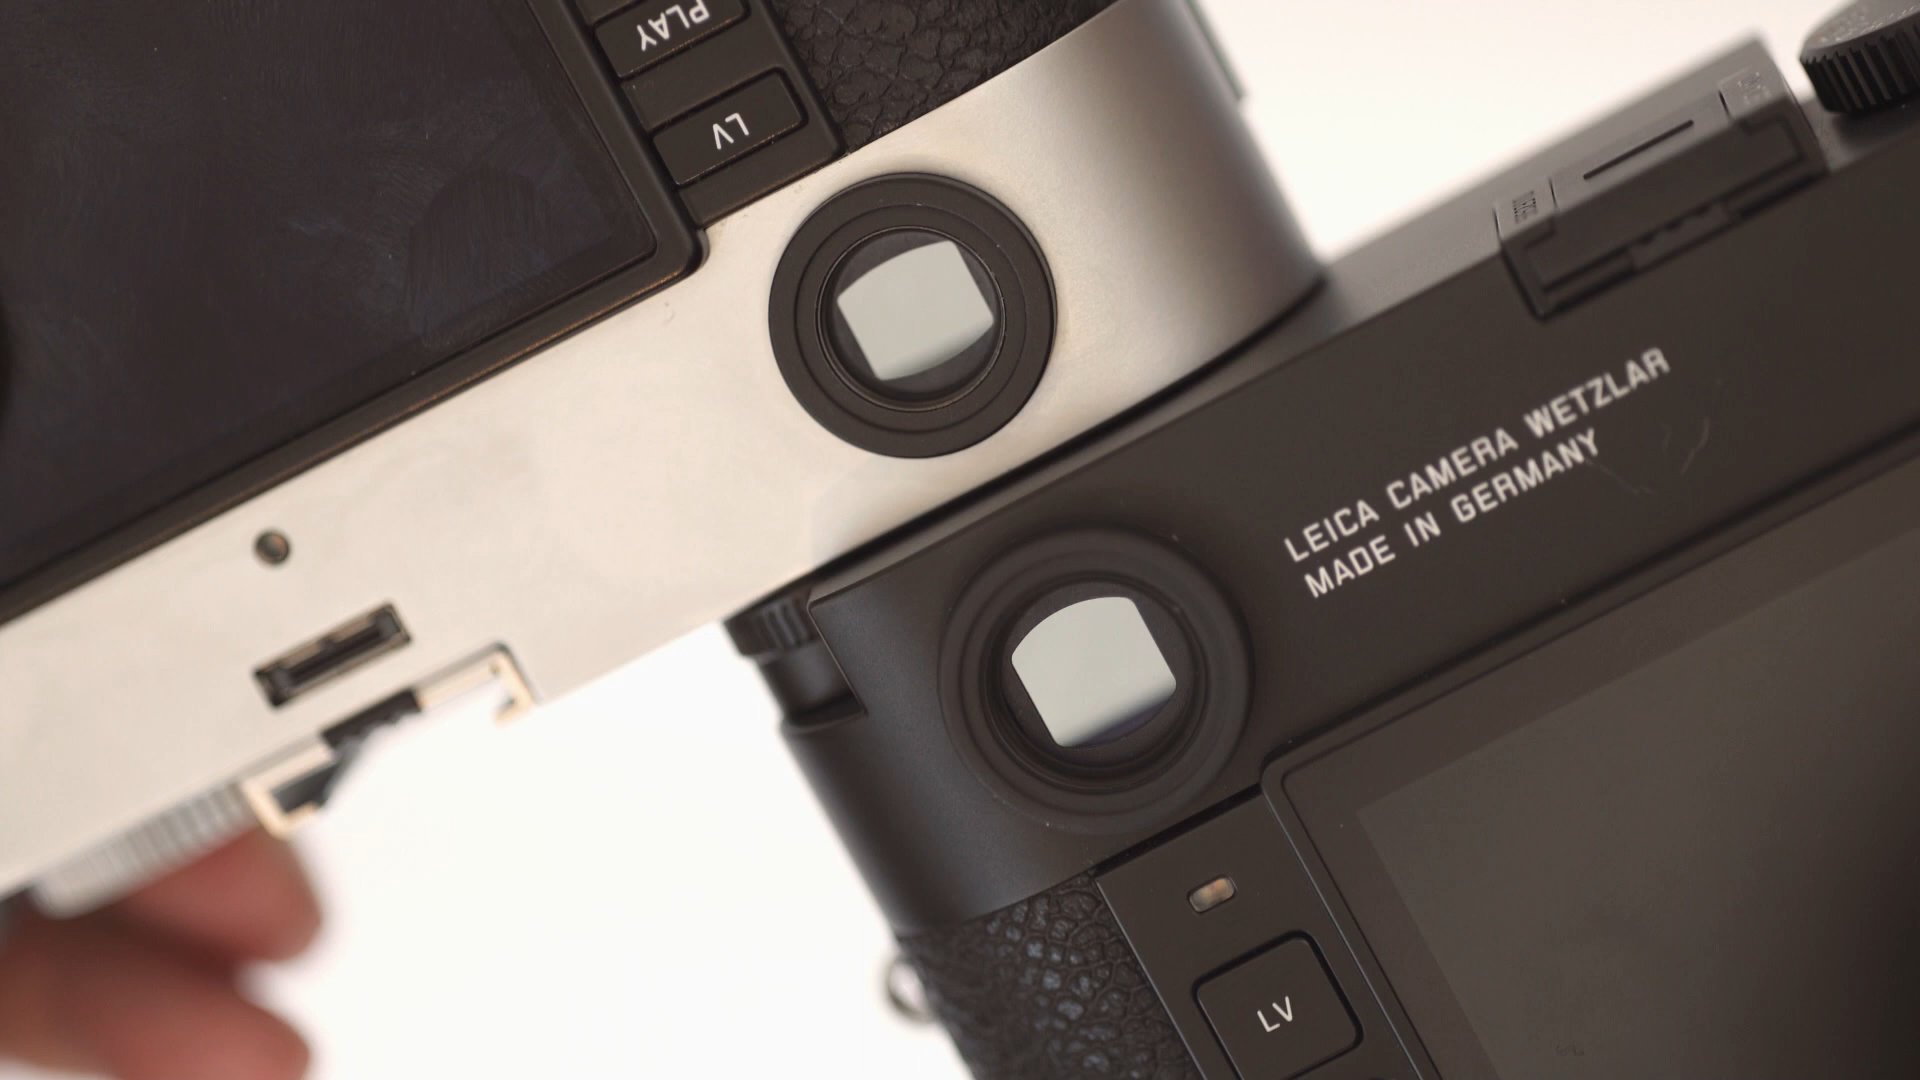 PLAY
LV
LEICA CAMERA WETZLAR
MADE IN GERMANY
LV